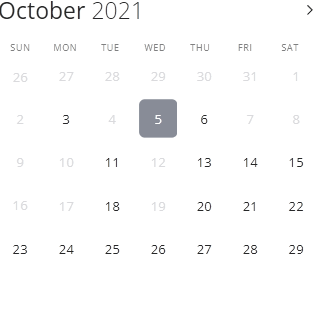 October 2021
SUN MON TUE WED THU FRI SAT
26 27 28 29 30 31 1
2 3 4 5 6 7 8
9 10 11 12 13 14 15
16 17 18 19 20 21 22
23 24 25 26 27 28 29